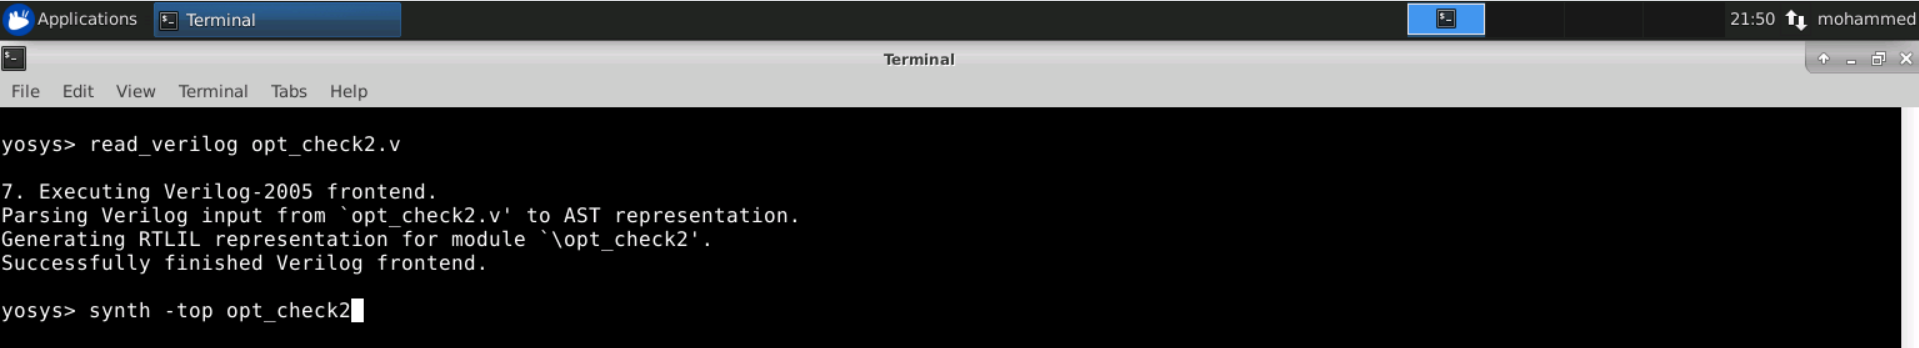 Applications Terminal 21:50 mohammed
Terminal
File Edit View Terminal Tabs Help
yosys> read_verilog opt_check2.v
7. Executing Verilog-2005 frontend.
Parsing Verilog input from `opt_check2.v' to AST representation.
Generating RTLIL representation for module `\opt_check2'.
Successfully finished Verilog frontend.
yosys> synth -top opt_check2